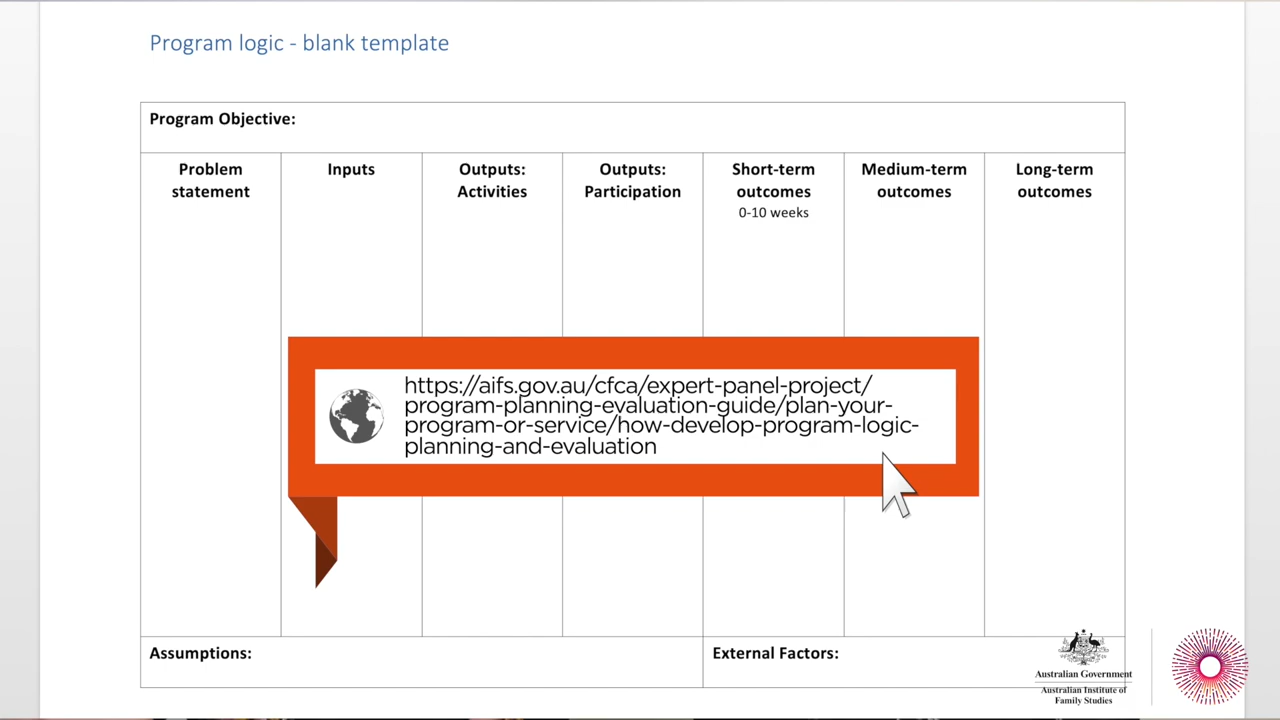 Program logic - blank template
Program Objective:
Problem
statement
Inputs
Outputs:
Activities
Outputs:
Participation
Short-term
outcomes
0-10 weeks
Medium-term
outcomes
Long-term
outcomes
https://aifs.gov.au/cfca/expert-panel-project/
program-planning-evaluation-guide/plan-your-
program-or-service/how-develop-program-logic-
planning-and-evaluation
Assumptions:
External Factors:
Australian Government
Australian Institute of
Family Studies